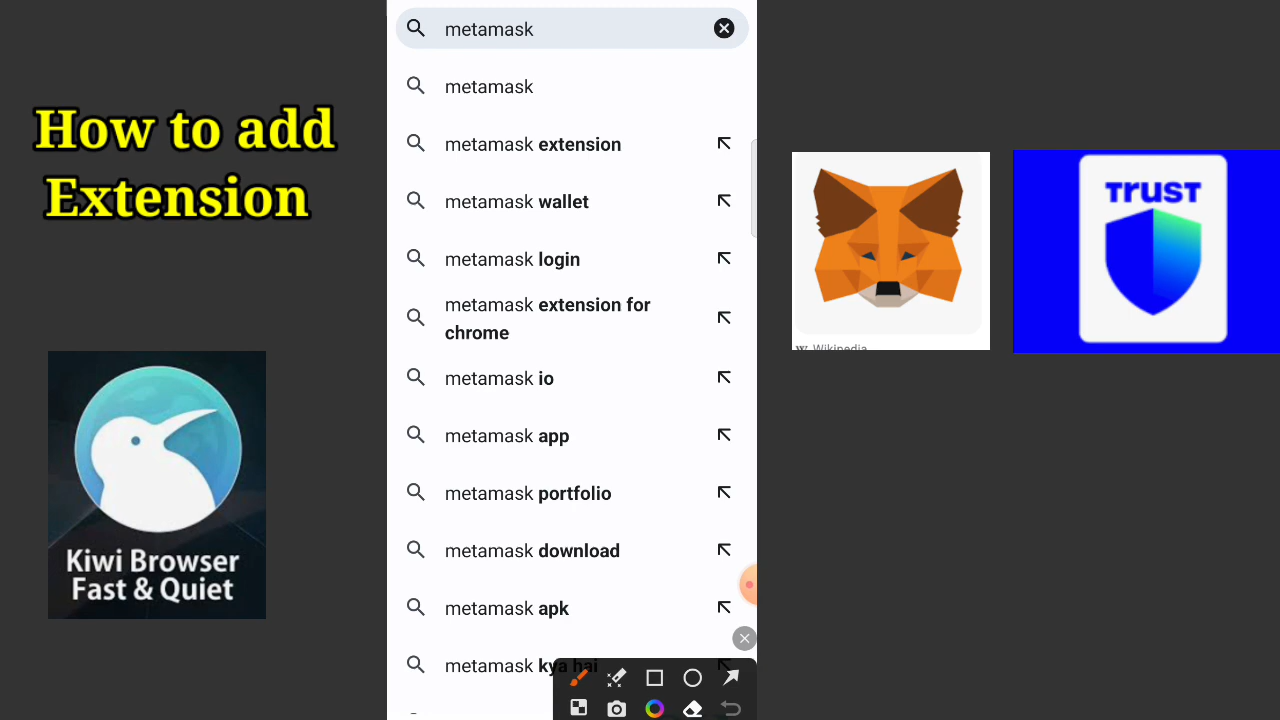 How to add
Extension
metamask
metamask
metamask extension
metamask wallet
metamask login
metamask extension for
chrome
metamask io
metamask app
metamask portfolio
metamask download
metamask apk
metamask kya hai
W Wikipedia
TRUST
Kiwi Browser
Fast & Quiet